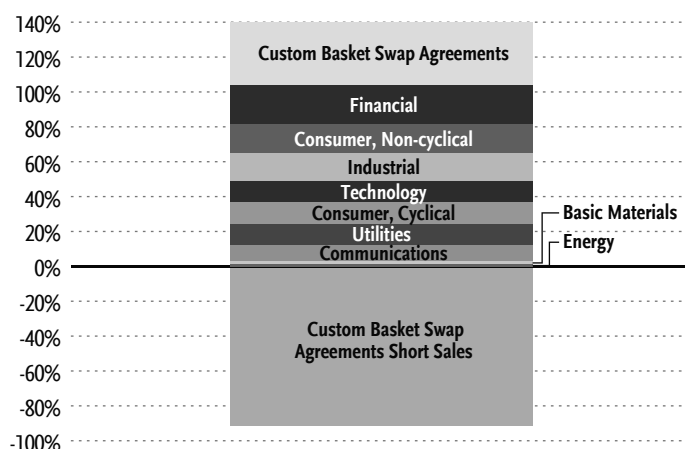 140%
Custom Basket Swap Agreements
120%
100%
Financial
80%
Consumer, Non-cyclical
60%
Industrial
40%
Technology
Consumer, Cyclical
Basic Materials
20%
Utilities
Energy
Communications
0%
-20%
Custom Basket Swap
-40%
Agreements Short Sales
-60%
-80%
-100%